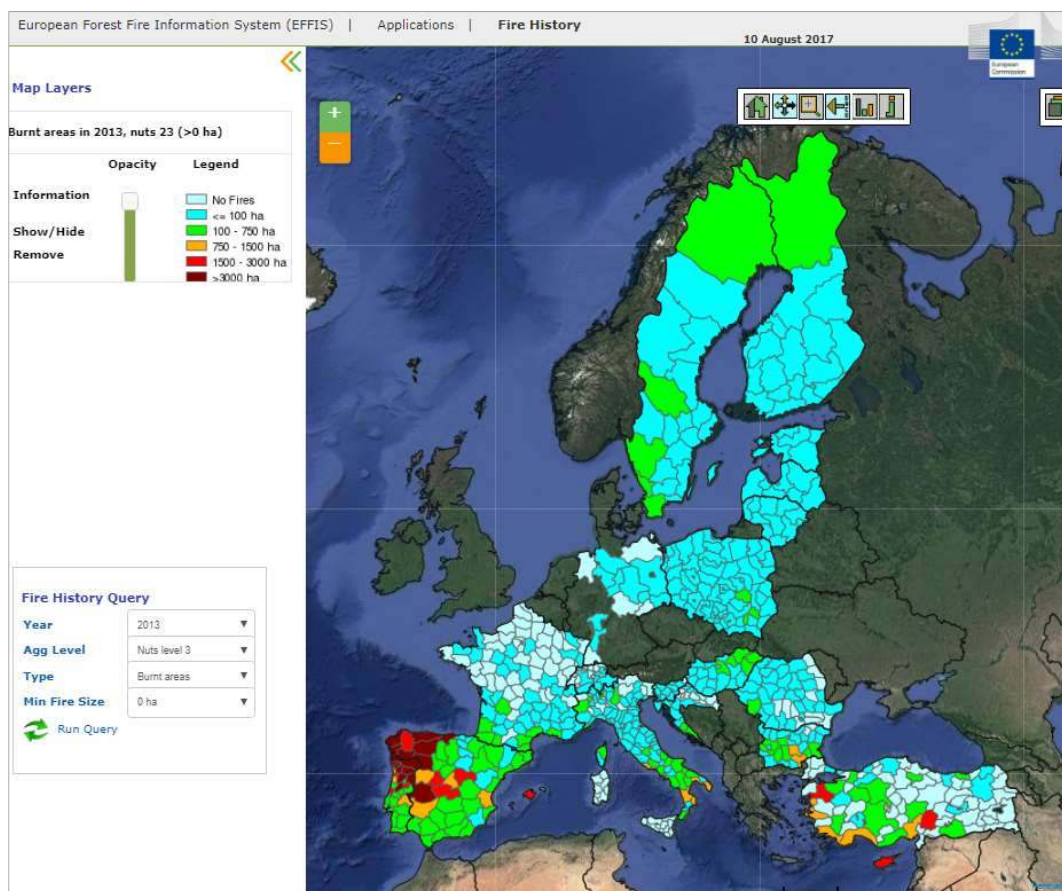 European Forest Fire Information System (EFFIS) | Applications | Fire History
10 August 2017
European
Commission
Map Layers
Burnt areas in 2013, nuts 23 (>0 ha)
Opacity Legend
Information
Show/Hide
Remove
No Fires
<= 100 ha
100 - 750 ha
750 - 1500 ha
1500 - 3000 ha
>3000 ha
+
−
Fire History Query
Year 2013
Agg Level Nuts level 3
Type Burnt areas
Min Fire Size 0 ha
Run Query